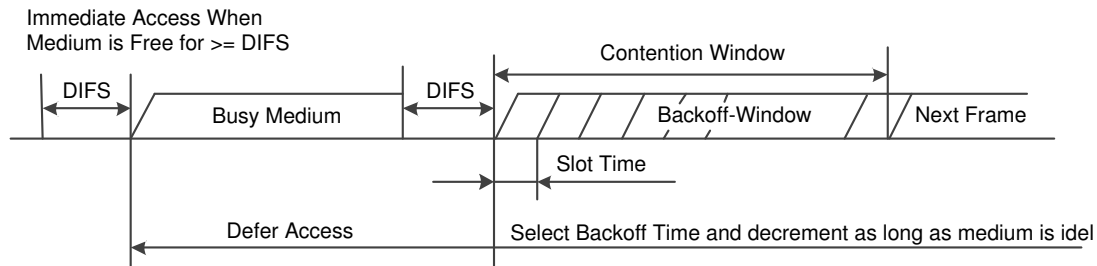 Immediate Access When
Medium is Free for >= DIFS
Contention Window
DIFS
DIFS
Busy Medium
Backoff-Window
Next Frame
Slot Time
Defer Access
Select Backoff Time and decrement as long as medium is idel